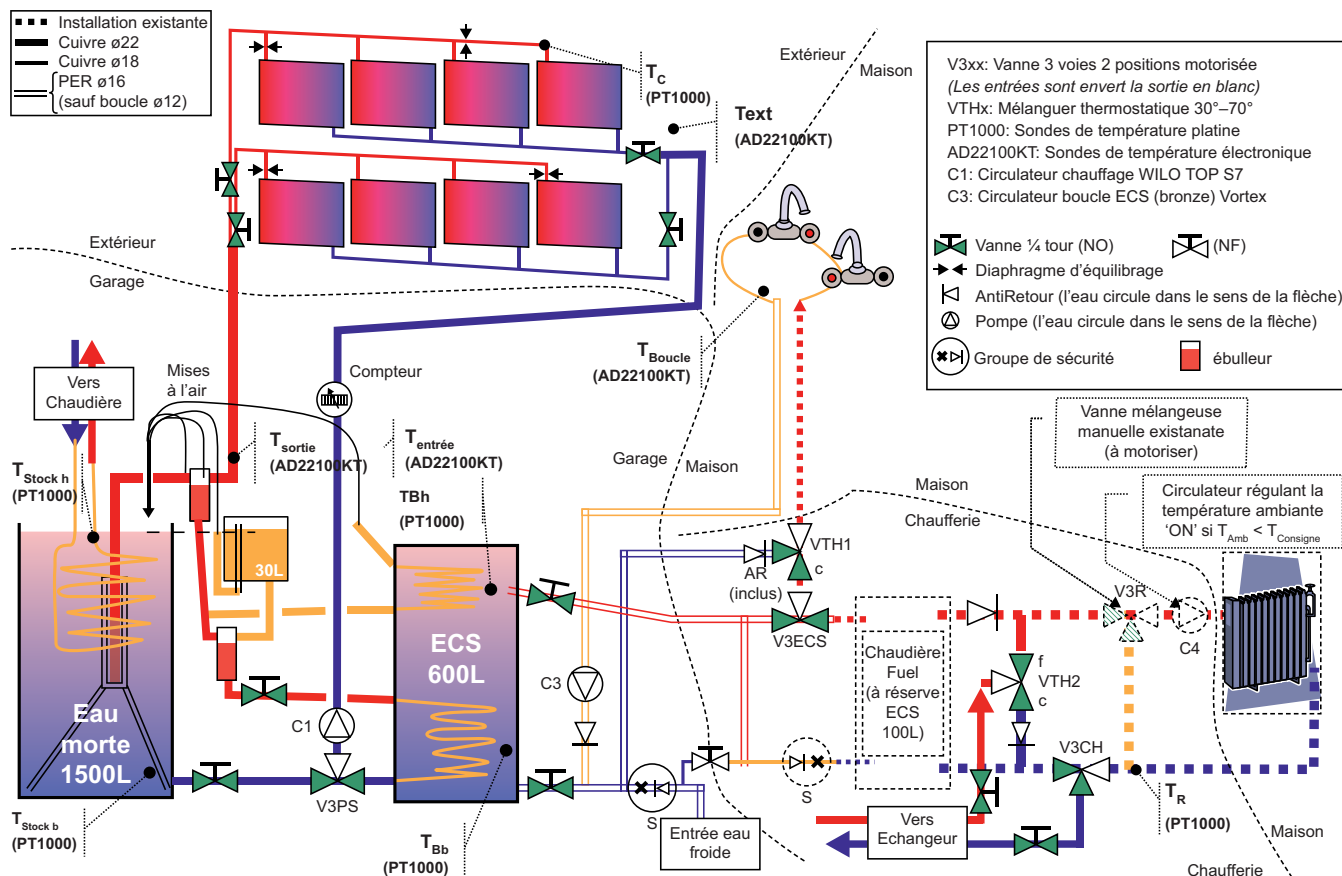 Installation existante
Cuivre ø22
Cuivre ø18
PER ø16
(sauf boucle ø12)
T_C
(PT1000)
Text
(AD22100KT)
Extérieur
Maison
V3xx: Vanne 3 voies 2 positions motorisée
(Les entrées sont envert la sortie en blanc)
VTHx: Mélanguer thermostatique 30°–70°
PT1000: Sondes de température platine
AD22100KT: Sondes de température électronique
C1: Circulateur chauffage WILO TOP S7
C3: Circulateur boucle ECS (bronze) Vortex
Vanne ¼ tour (NO)
(NF)
Diaphragme d'équilibrage
AntiRetour (l'eau circule dans le sens de la flèche)
Pompe (l'eau circule dans le sens de la flèche)
Groupe de sécurité
ébulleur
Extérieur
Garage
Vers
Chaudière
Mises
à l'air
Compteur
T_Boucle
(AD22100KT)
T_Stock h
(PT1000)
T_sortie
(AD22100KT)
T_entrée
(AD22100KT)
TBh
(PT1000)
Garage
Maison
Vanne mélangeuse
manuelle existanate
(à motoriser)
Maison
Chaufferie
Circulateur régulant la
température ambiante
'ON' si T_Amb < T_Consigne
30L
AR
(inclus)
VTH1
c
V3ECS
V3R
C4
ECS
600L
Chaudière
Fuel
(à réserve
ECS
100L)
f
VTH2
c
C3
C1
Eau
morte
1500L
V3PS
V3CH
S
S
T_Stock b
(PT1000)
T_Bb
(PT1000)
Entrée eau
froide
Vers
Echangeur
T_R
(PT1000)
Maison
Chaufferie